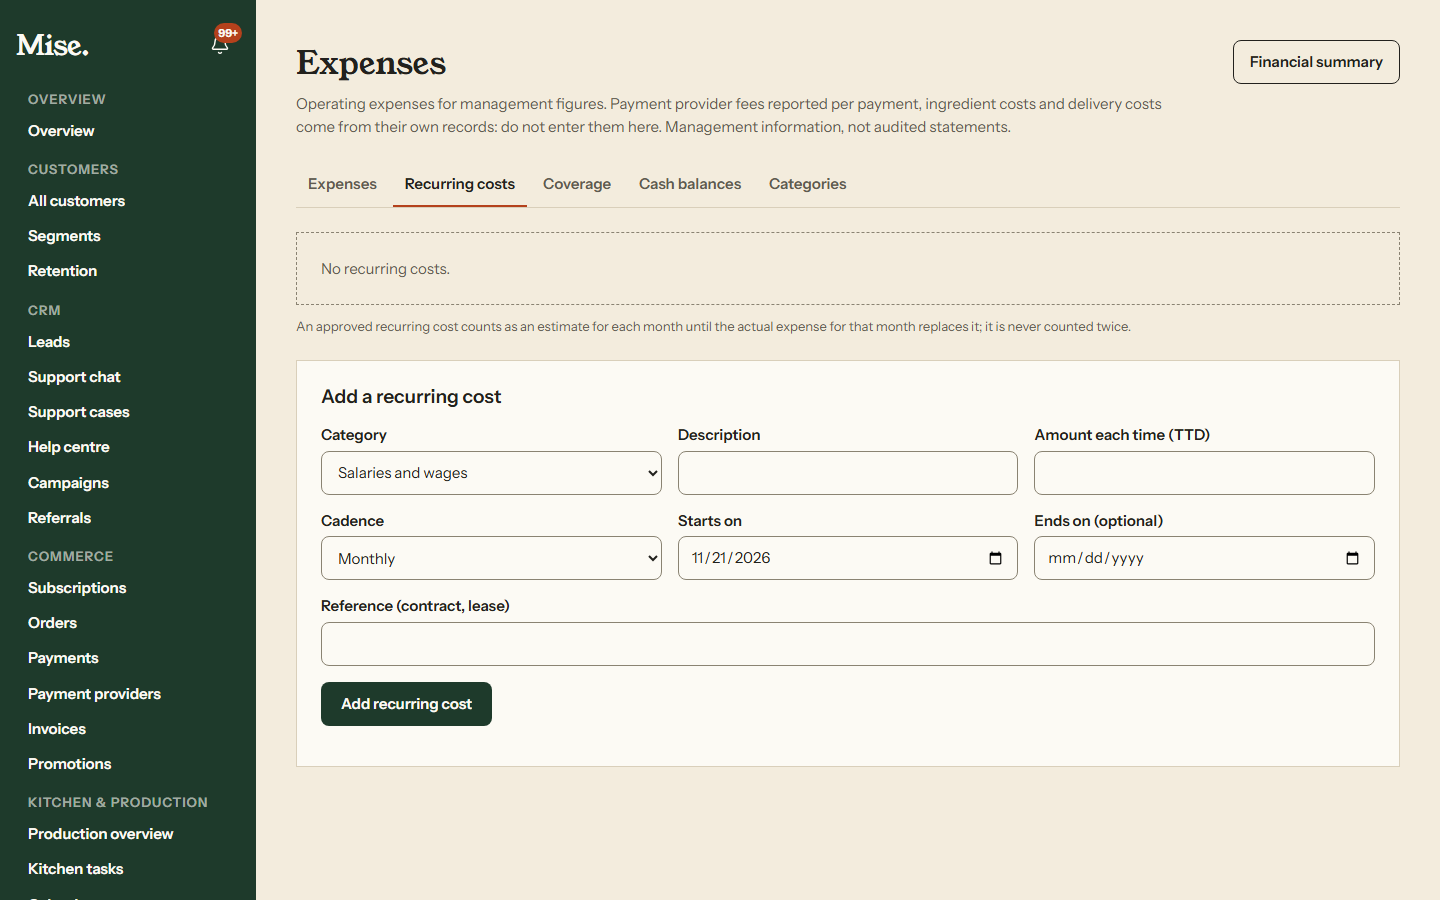 Mise.
99+
OVERVIEW
Overview
CUSTOMERS
All customers
Segments
Retention
CRM
Leads
Support chat
Support cases
Help centre
Campaigns
Referrals
COMMERCE
Subscriptions
Orders
Payments
Payment providers
Invoices
Promotions
KITCHEN & PRODUCTION
Production overview
Kitchen tasks
Expenses
Financial summary
Operating expenses for management figures. Payment provider fees reported per payment, ingredient costs and delivery costs
come from their own records: do not enter them here. Management information, not audited statements.
Expenses
Recurring costs
Coverage
Cash balances
Categories
No recurring costs.
An approved recurring cost counts as an estimate for each month until the actual expense for that month replaces it; it is never counted twice.
Add a recurring cost
Category
Description
Amount each time (TTD)
Salaries and wages
Cadence
Starts on
Ends on (optional)
Monthly
11/21/2026
mm/dd/yyyy
Reference (contract, lease)
Add recurring cost